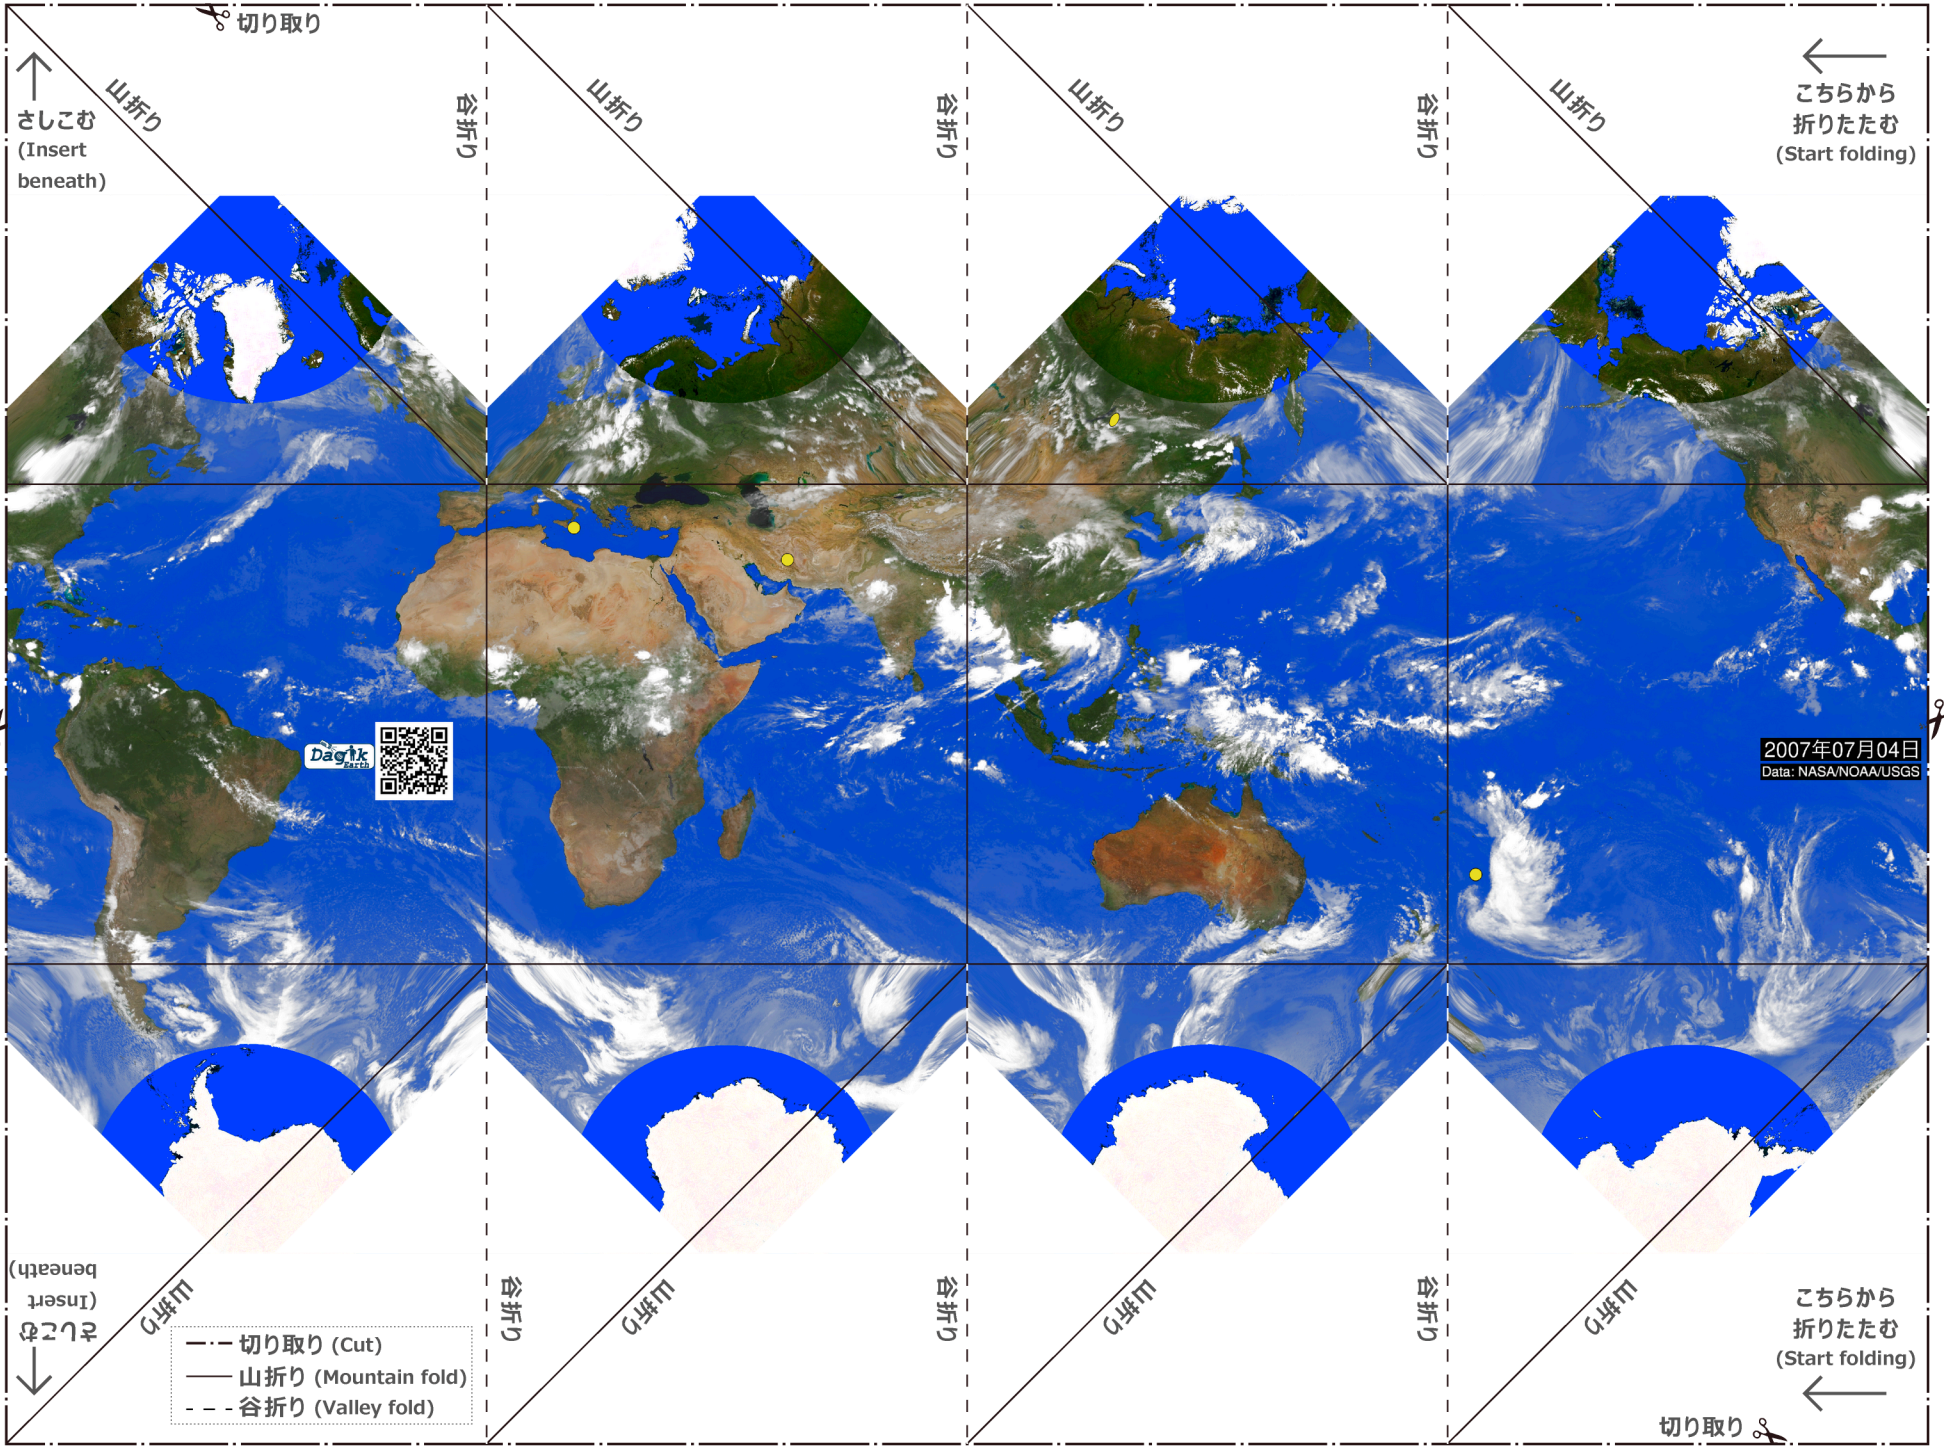 切り取り
山折り
谷折り
山折り
谷折り
山折り
谷折り
山折り
さしこむ
(Insert
beneath)
こちらから
折りたたむ
(Start folding)
Dagik
Earth
2007年07月04日
Data: NASA/NOAA/USGS
さしこむ
(Insert
beneath)
山折り
谷折り
山折り
谷折り
山折り
谷折り
山折り
こちらから
折りたたむ
(Start folding)
切り取り (Cut)
山折り (Mountain fold)
谷折り (Valley fold)
切り取り